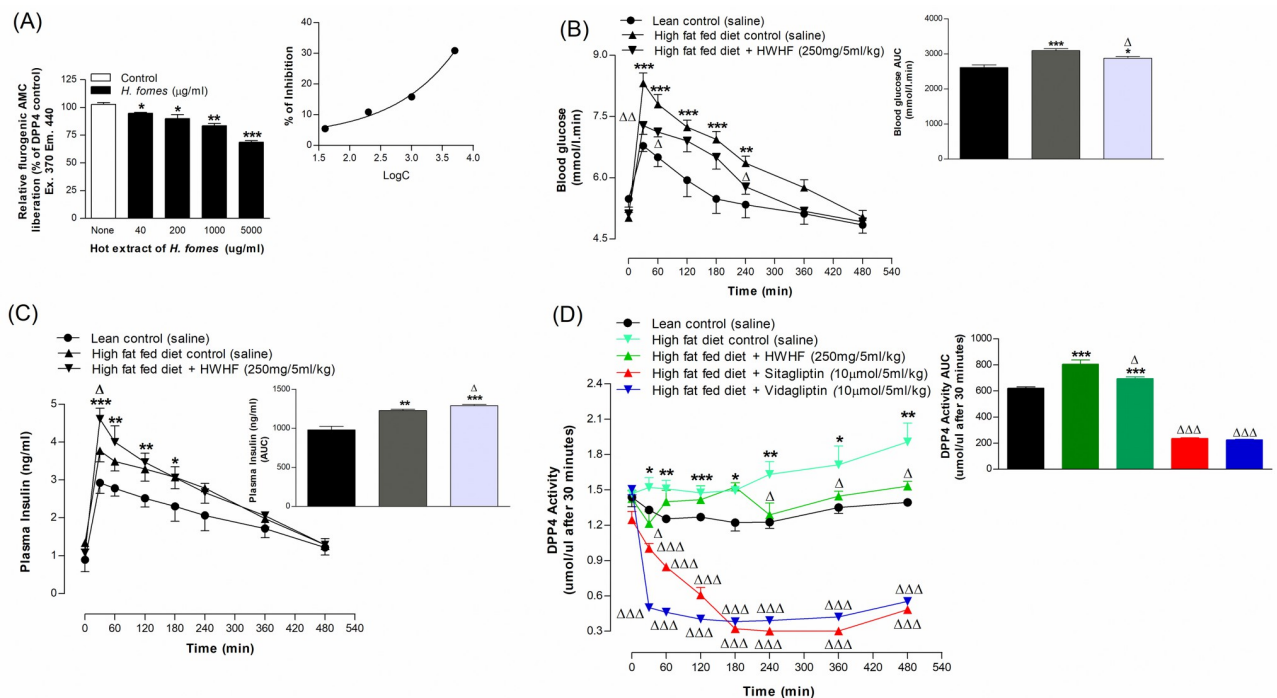 (A)
Relative flurogenic AMC
liberation (% of DPP4 control)
Ex. 370 Em. 440
Control
H. fomes (µg/ml)
125
100
75
50
25
0
* * ** ***
None 40 200 1000 5000
Hot extract of H. fomes (ug/ml)
% of Inhibition
40
30
20
10
0
1.5 2.0 2.5 3.0 3.5 4.0
LogC
(B)
Lean control (saline)
High fat fed diet control (saline)
High fat fed diet + HWHF (250mg/5ml/kg)
Blood glucose
(mmol/l)
9.0
7.5
6.0
4.5
***
***
*** ***
**
ΔΔ
Δ
Δ
0 60 120 180 240 300 360 420 480 540
Time (min)
Blood glucose AUC
(mmol/l.min)
4000
3000
2000
1000
0
***
Δ
*
(C)
Lean control (saline)
High fat fed diet control (saline)
High fat fed diet + HWHF (250mg/5ml/kg)
Plasma Insulin (ng/ml)
5
4
3
2
1
0
Δ
***
**
**
*
0 60 120 180 240 300 360 420 480 540
Time (min)
Plasma Insulin (ng/ml)
(AUC)
1500
1000
500
0
**
Δ
***
(D)
Lean control (saline)
High fat diet control (saline)
High fat fed diet + HWHF (250mg/5ml/kg)
High fat fed diet + Sitagliptin (10µmol/5ml/kg)
High fat fed diet + Vidagliptin (10µmol/5ml/kg)
DPP4 Activity
(umol/ul after 30 minutes)
2.4
2.1
1.8
1.5
1.2
0.9
0.6
0.3
* ** *** * ** * **
Δ Δ Δ
Δ
ΔΔΔ
ΔΔΔ
ΔΔΔ
ΔΔΔ ΔΔΔ ΔΔΔ ΔΔΔ
ΔΔΔ ΔΔΔ ΔΔΔ ΔΔΔ ΔΔΔ ΔΔΔ ΔΔΔ
0 60 120 180 240 300 360 420 480 540
Time (min)
DPP4 Activity AUC
(umol/ul after 30 minutes)
1000
800
600
400
200
0
***
Δ
***
ΔΔΔ ΔΔΔ